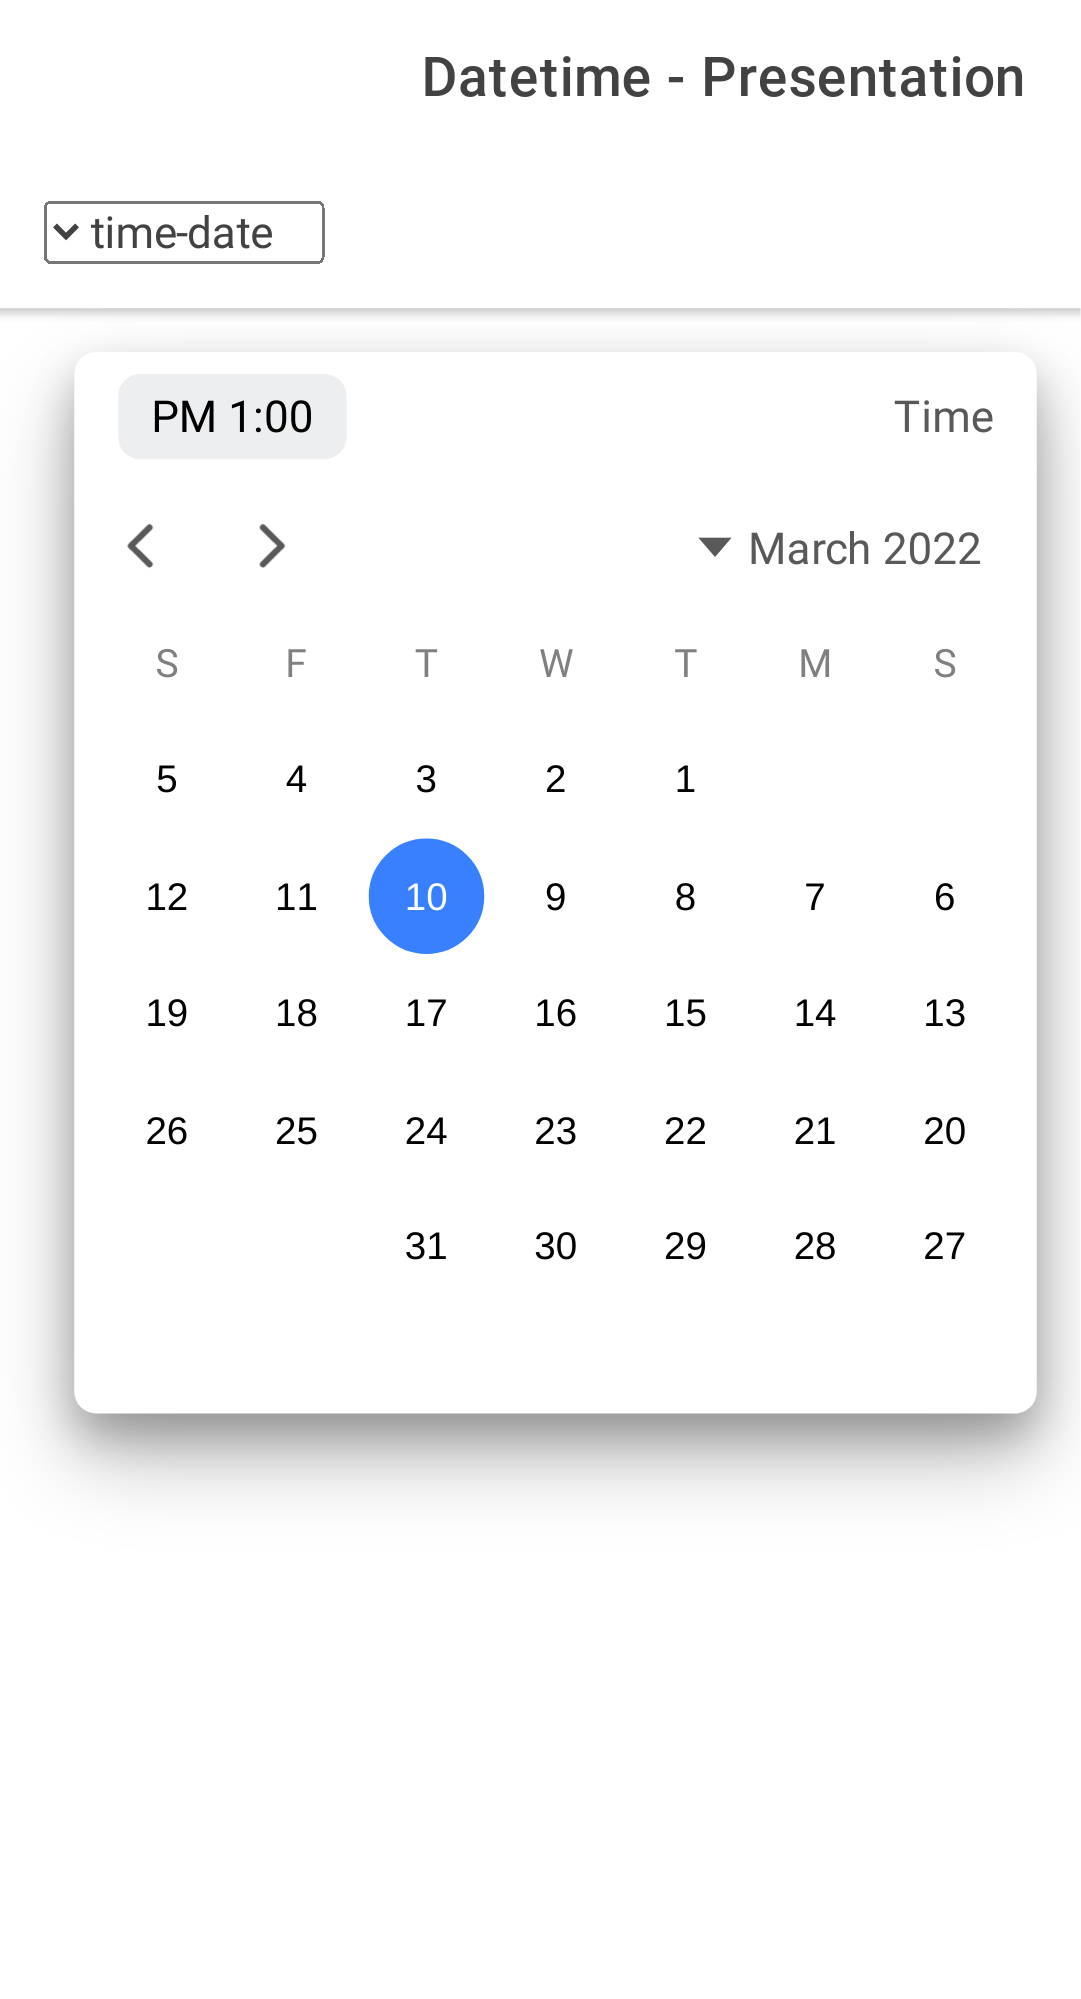 Datetime - Presentation
time-date
PM 1:00 Time
March 2022
S F T W T M S
5 4 3 2 1
12 11 10 9 8 7 6
19 18 17 16 15 14 13
26 25 24 23 22 21 20
31 30 29 28 27